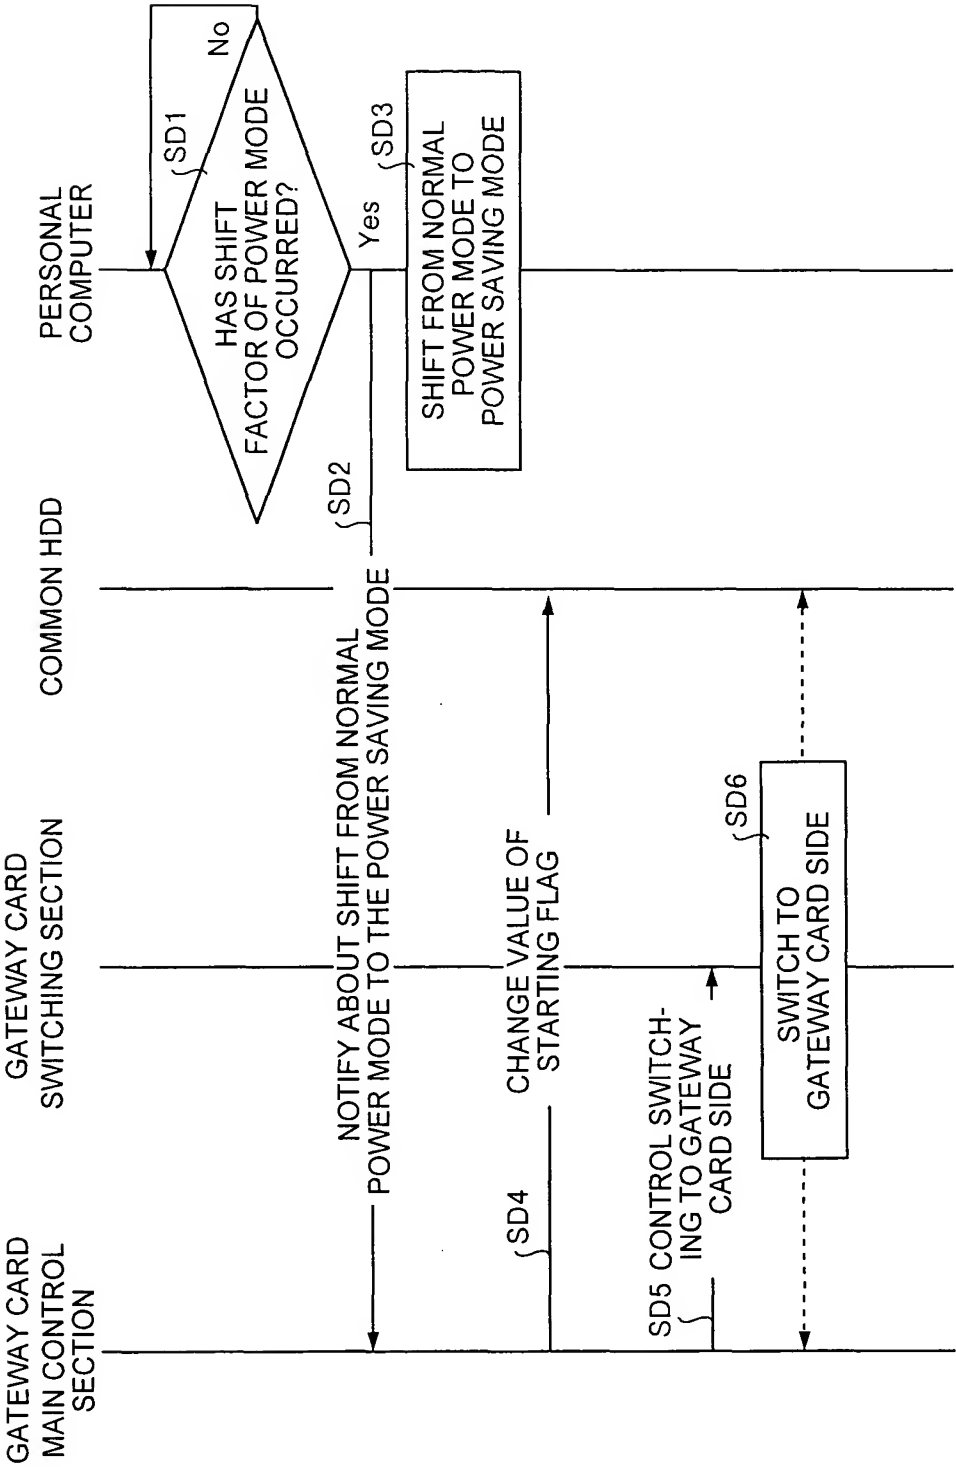 GATEWAY CARD
MAIN CONTROL
SECTION
GATEWAY CARD
SWITCHING SECTION
COMMON HDD
PERSONAL
COMPUTER
No
SD1
HAS SHIFT
FACTOR OF POWER MODE
OCCURRED?
Yes
SD2
NOTIFY ABOUT SHIFT FROM NORMAL
POWER MODE TO THE POWER SAVING MODE
SD3
SHIFT FROM NORMAL
POWER MODE TO
POWER SAVING MODE
SD4
CHANGE VALUE OF
STARTING FLAG
SD5 CONTROL SWITCH-
ING TO GATEWAY
CARD SIDE
SD6
SWITCH TO
GATEWAY CARD SIDE